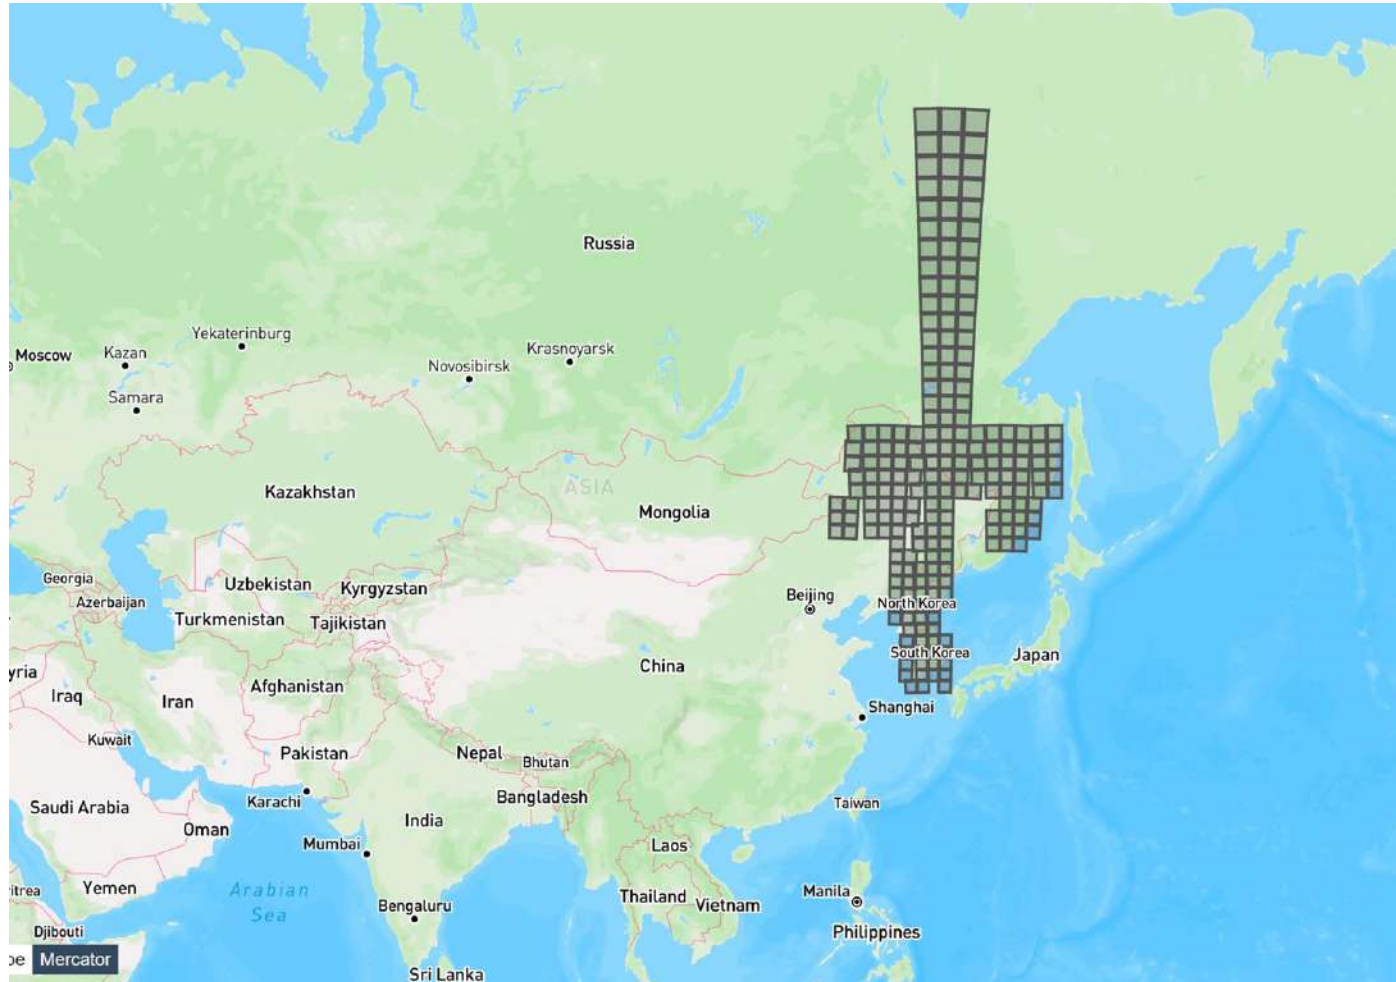 Russia
Yekaterinburg
Moscow
Kazan
Krasnoyarsk
Novosibirsk
Samara
Kazakhstan
ASIA
Mongolia
Georgia
Uzbekistan
Kyrgyzstan
Azerbaijan
Beijing
North Korea
Turkmenistan
Tajikistan
South Korea
Japan
yria
China
Afghanistan
Iraq
Iran
Shanghai
Kuwait
Pakistan
Nepal
Bhutan
Bangladesh
Saudi Arabia
Karachi
Taiwan
Oman
India
Mumbai
Laos
Yemen
ritrea
Arabian
Sea
Bengaluru
Thailand
Vietnam
Manila
Djibouti
Philippines
pe
Mercator
Sri Lanka